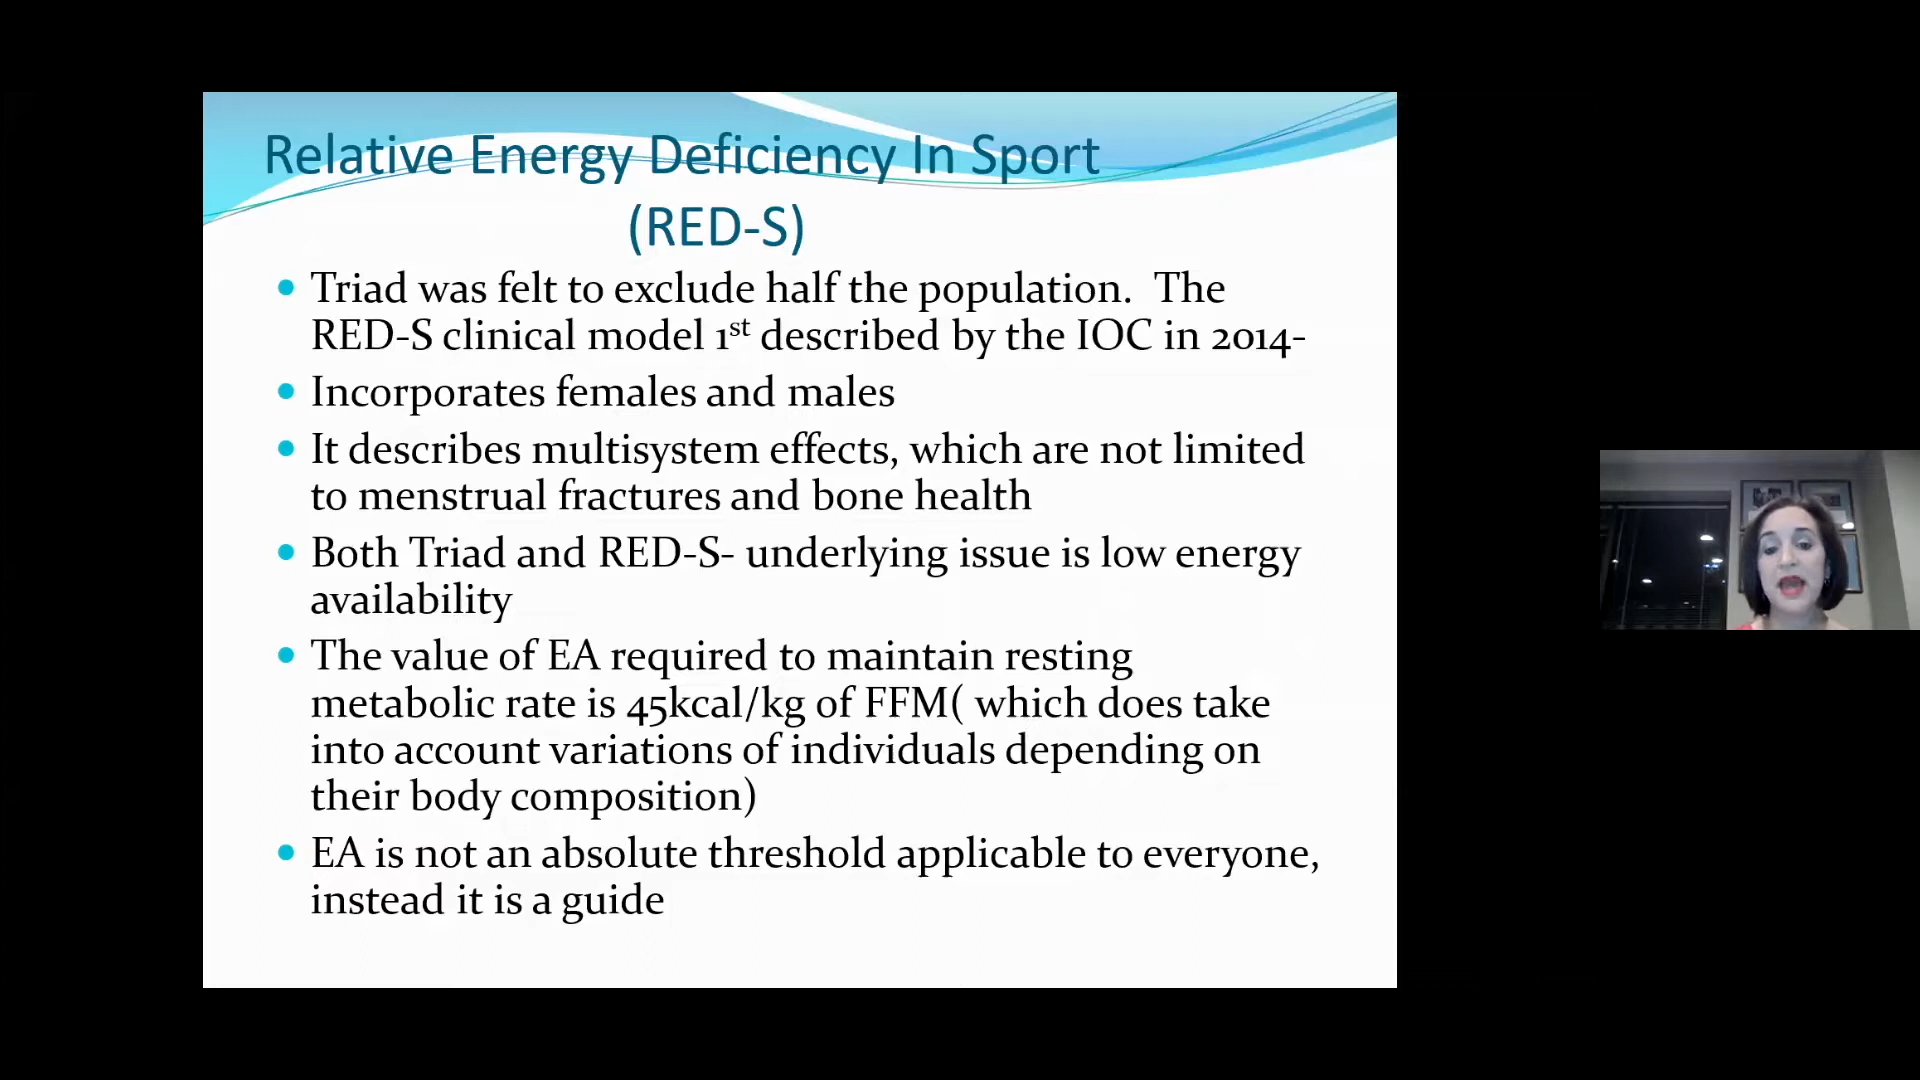 Relative Energy Deficiency In Sport
(RED-S)
• Triad was felt to exclude half the population.  The
RED-S clinical model 1st described by the IOC in 2014-
• Incorporates females and males
• It describes multisystem effects, which are not limited
to menstrual fractures and bone health
• Both Triad and RED-S- underlying issue is low energy
availability
• The value of EA required to maintain resting
metabolic rate is 45kcal/kg of FFM( which does take
into account variations of individuals depending on
their body composition)
• EA is not an absolute threshold applicable to everyone,
instead it is a guide